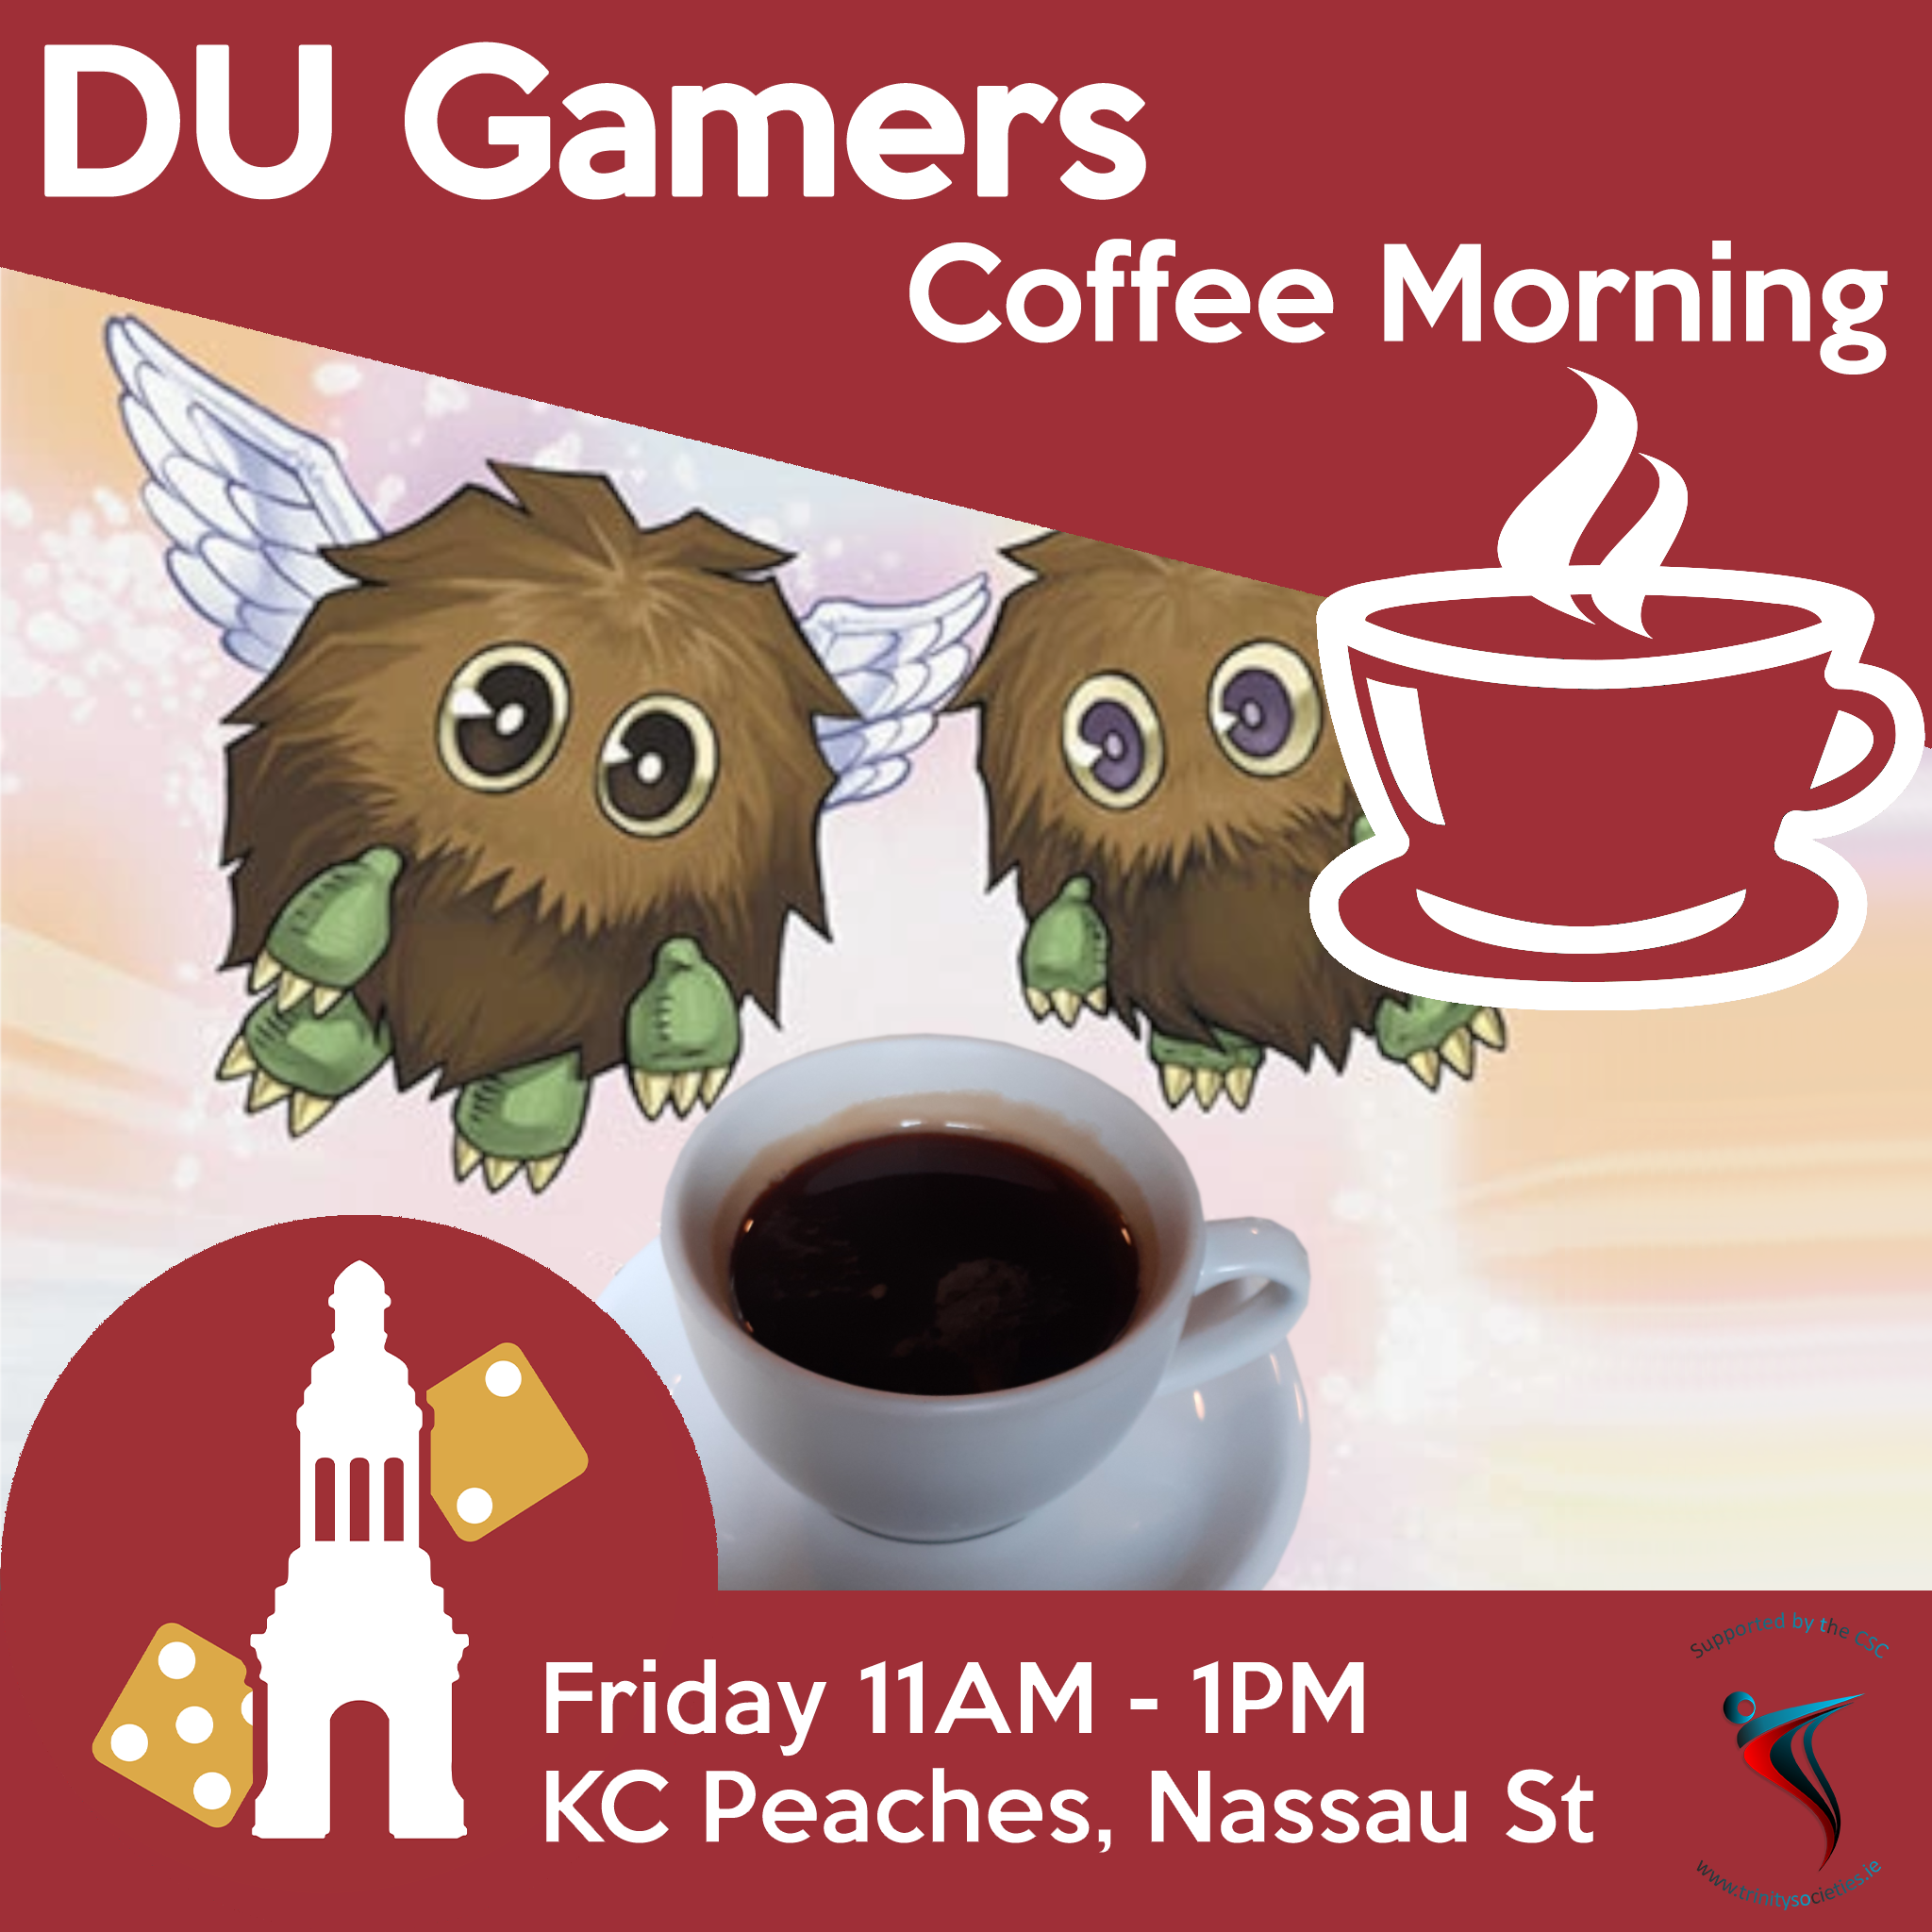 DU Gamers
Coffee Morning
Friday 11AM - 1PM
KC Peaches, Nassau St
Supported by the CSC
www.trinitysocieties.ie